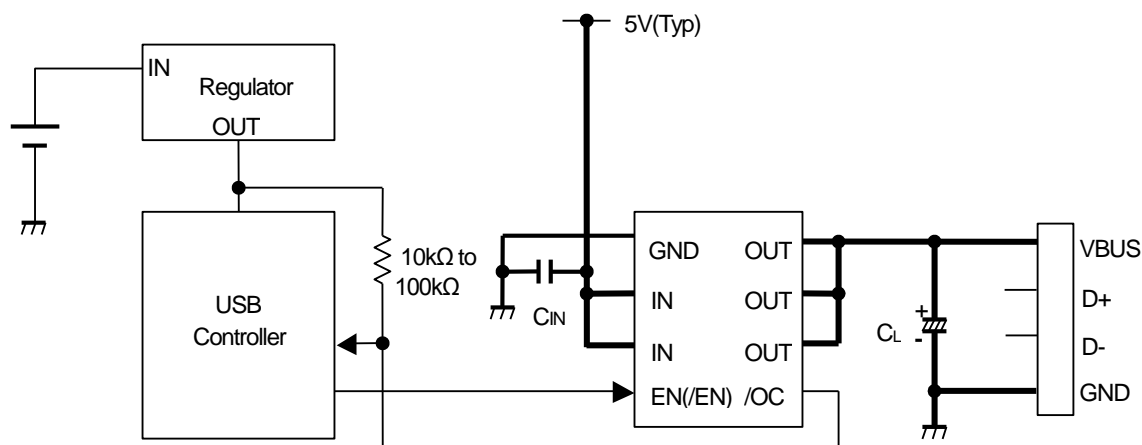 5V(Typ)
IN
Regulator
OUT
10kΩ to
100kΩ
USB
Controller
CIN
GND
OUT
IN
OUT
IN
OUT
EN(/EN)
/OC
+
-
CL
VBUS
D+
D-
GND